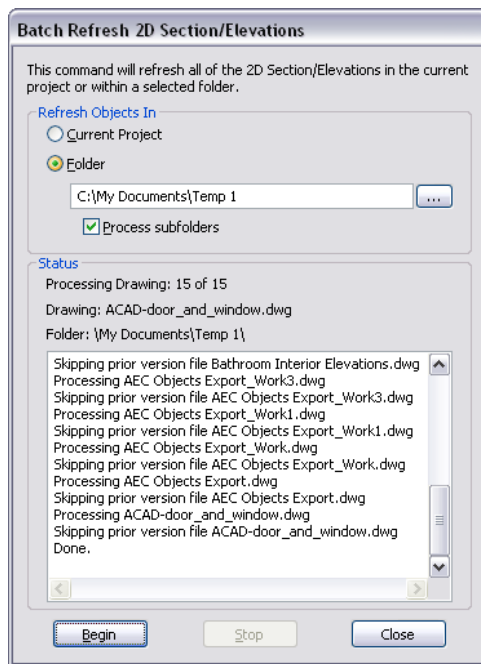 Batch Refresh 2D Section/Elevations
This command will refresh all of the 2D Section/Elevations in the current
project or within a selected folder.
Refresh Objects In
Current Project
Folder
C:\My Documents\Temp 1
...
Process subfolders
Status
Processing Drawing: 15 of 15
Drawing: ACAD-door_and_window.dwg
Folder: \My Documents\Temp 1\
Skipping prior version file Bathroom Interior Elevations.dwg
Processing AEC Objects Export_Work3.dwg
Skipping prior version file AEC Objects Export_Work3.dwg
Processing AEC Objects Export_Work1.dwg
Skipping prior version file AEC Objects Export_Work1.dwg
Processing AEC Objects Export_Work.dwg
Skipping prior version file AEC Objects Export_Work.dwg
Processing AEC Objects Export.dwg
Skipping prior version file AEC Objects Export.dwg
Processing ACAD-door_and_window.dwg
Skipping prior version file ACAD-door_and_window.dwg
Done.
Begin
Stop
Close